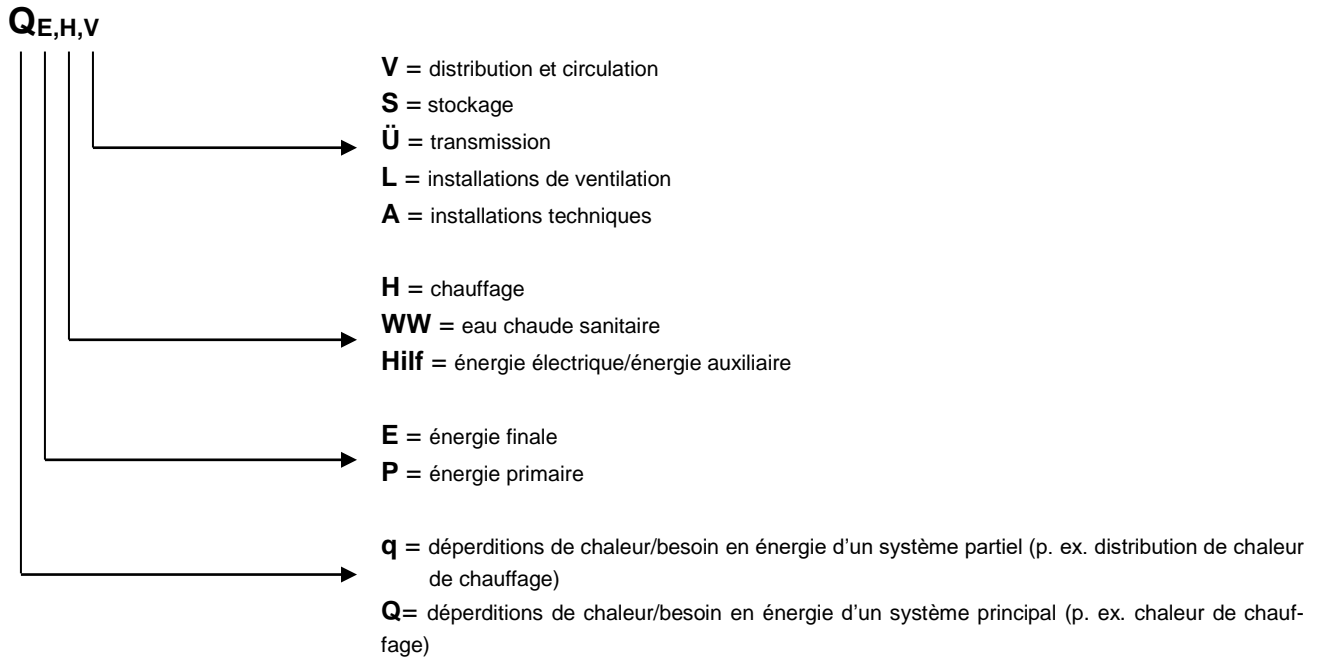 QE,H,V
V = distribution et circulation
S = stockage
Ü = transmission
L = installations de ventilation
A = installations techniques
H = chauffage
WW = eau chaude sanitaire
Hilf = énergie électrique/énergie auxiliaire
E = énergie finale
P = énergie primaire
q = déperditions de chaleur/besoin en énergie d’un système partiel (p. ex. distribution de chaleur
de chauffage)
Q= déperditions de chaleur/besoin en énergie d’un système principal (p. ex. chaleur de chauf-
fage)